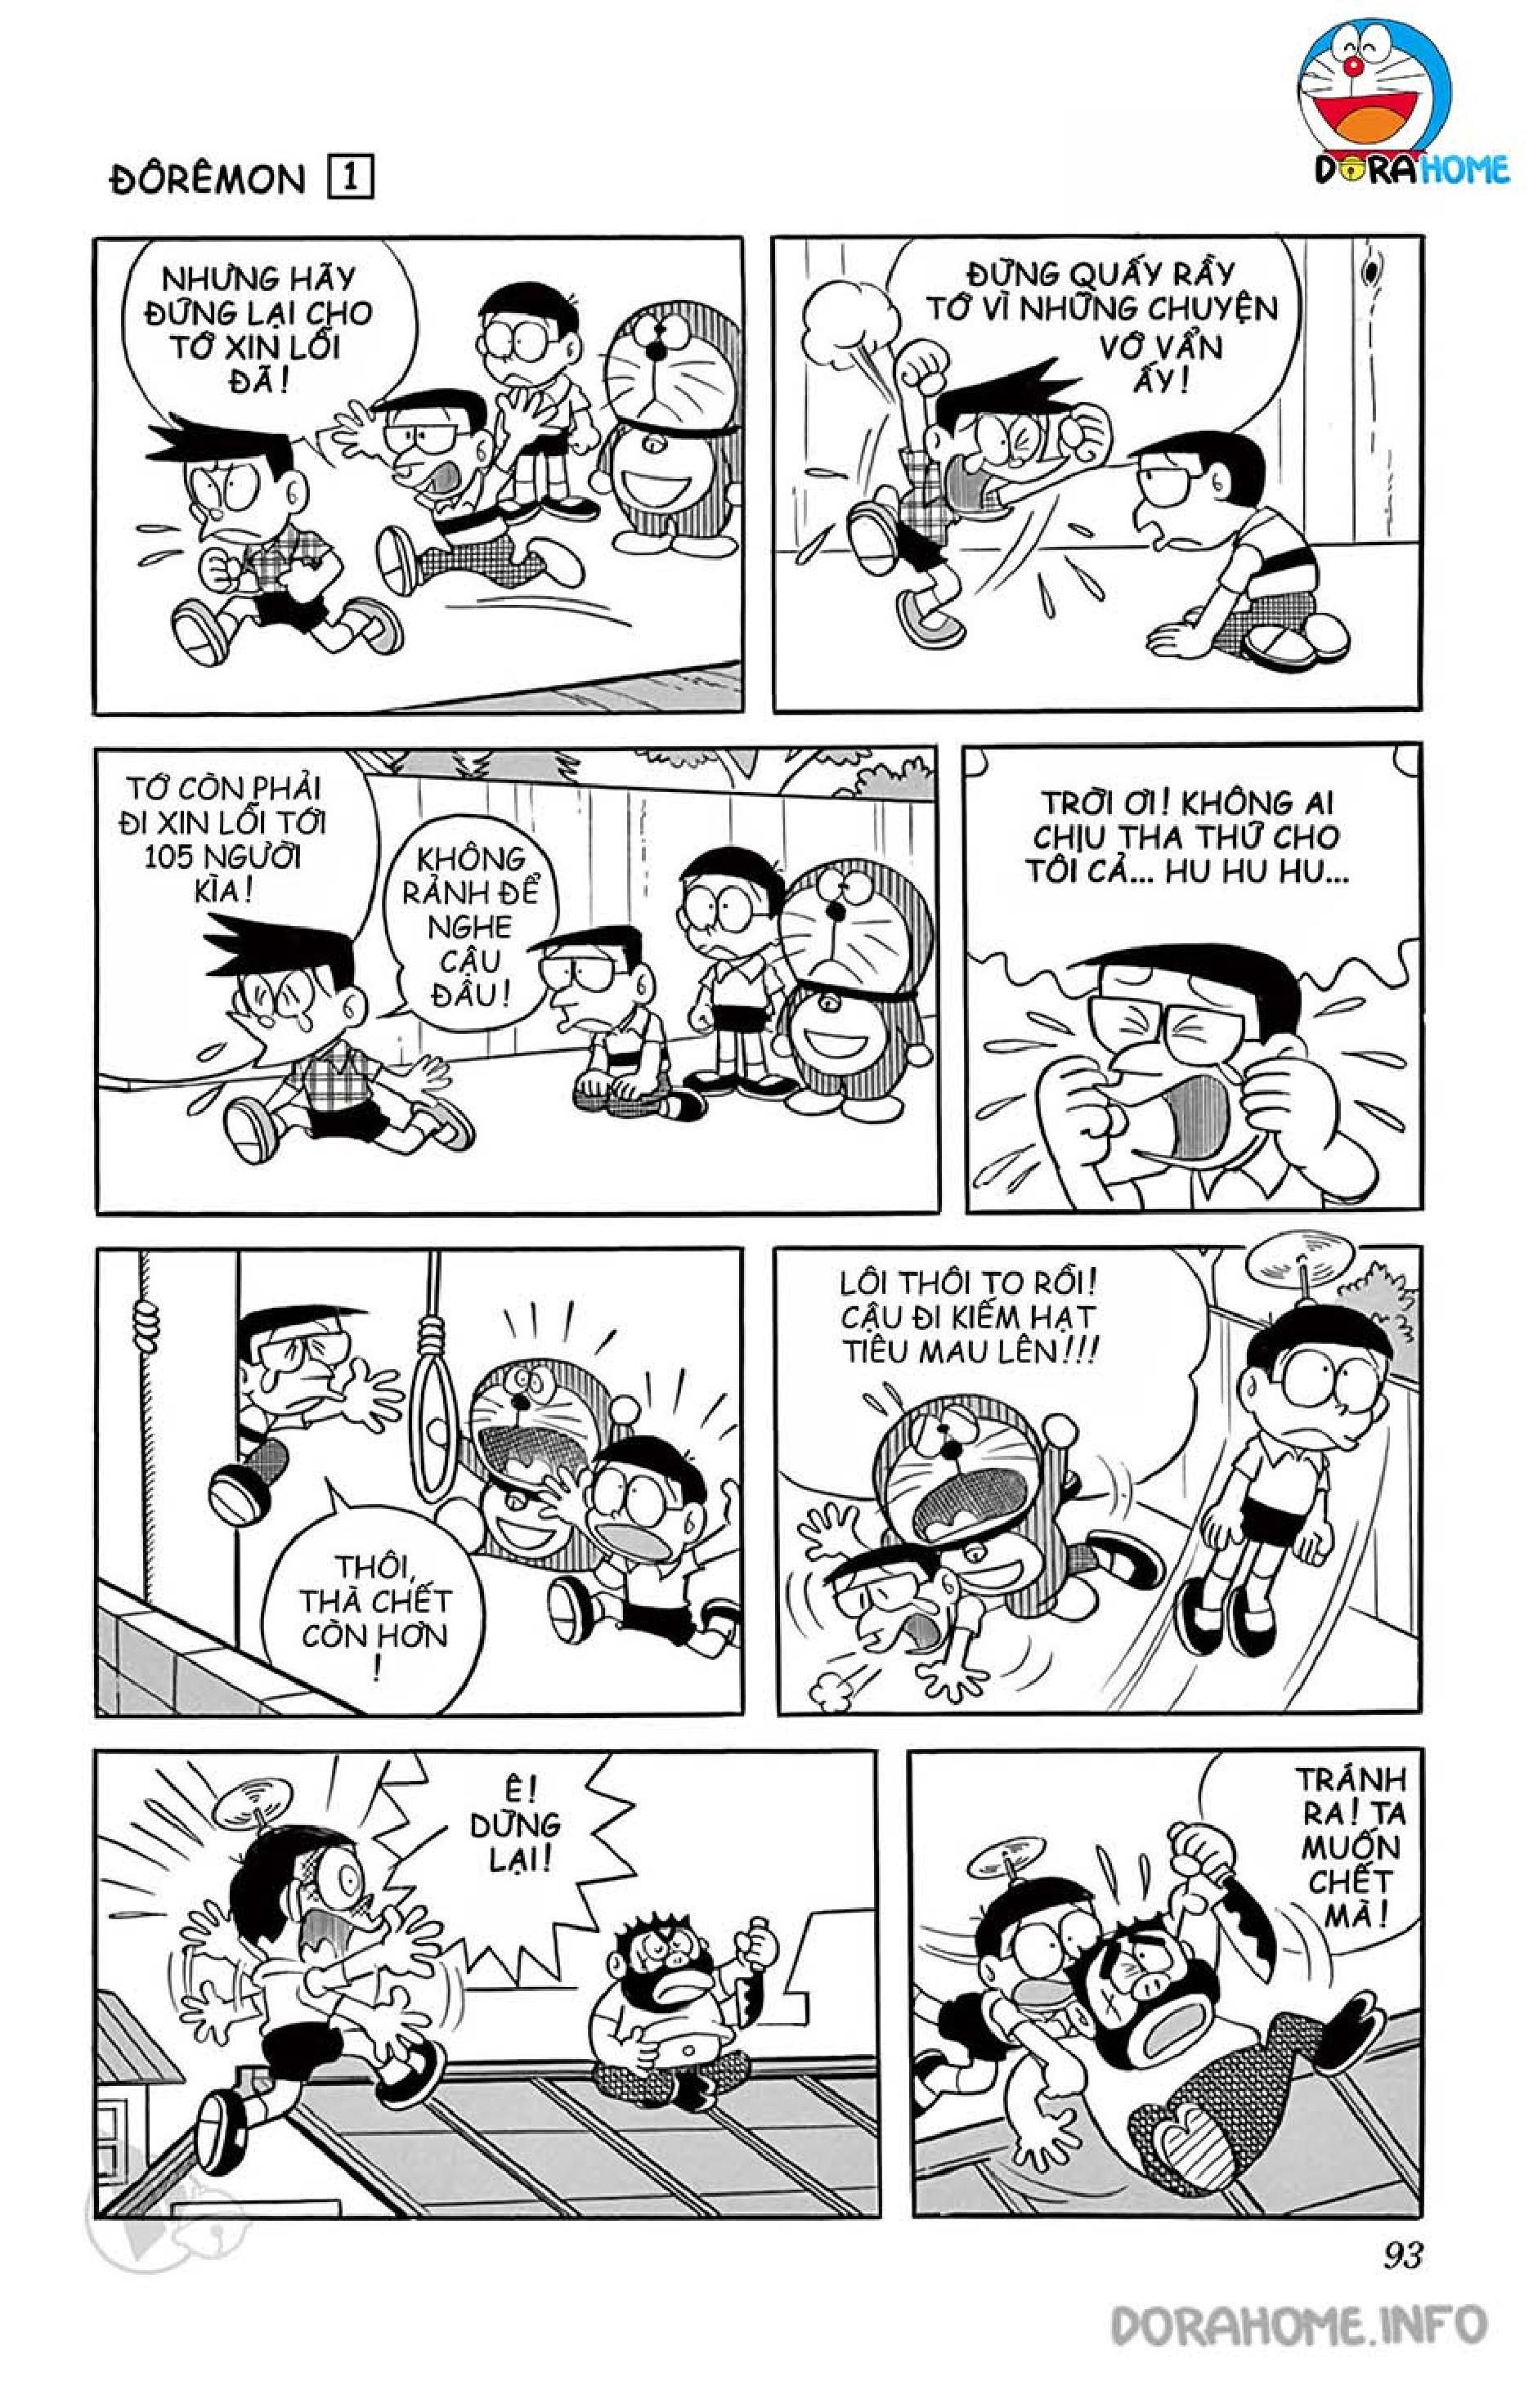 DORAHOME
ĐÔRÊMON 1
NHƯNG HÃY
ĐỨNG LẠI CHO
TỚ XIN LỖI
ĐÃ!
ĐỪNG QUẤY RẦY
TỚ VÌ NHỮNG CHUYỆN
VỚ VẨN
ẤY!
TỚ CÒN PHẢI
ĐI XIN LỖI TỚI
105 NGƯỜI
KÌA!
KHÔNG
RẢNH ĐỂ
NGHE
CẬU
ĐÂU!
TRỜI ƠI! KHÔNG AI
CHỊU THA THỨ CHO
TÔI CẢ... HU HU HU...
THÔI,
THÀ CHẾT
CÒN HƠN
!
LÔI THÔI TO RỒI!
CẬU ĐI KIẾM HẠT
TIÊU MAU LÊN!!!
Ê!
DỪNG
LẠI!
TRÁNH
RA! TA
MUỐN
CHẾT
MÀ!
93
DORAHOME.INFO